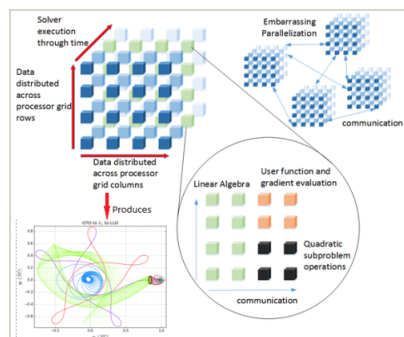 Solver
execution through time
Embarrassing
Parallelization
Data
distributed
across
processor grid
rows
communication
Data distributed
across processor
grid columns
Produces
User function and
gradient evaluation
Linear Algebra
Quadratic
subproblem
operations
communication